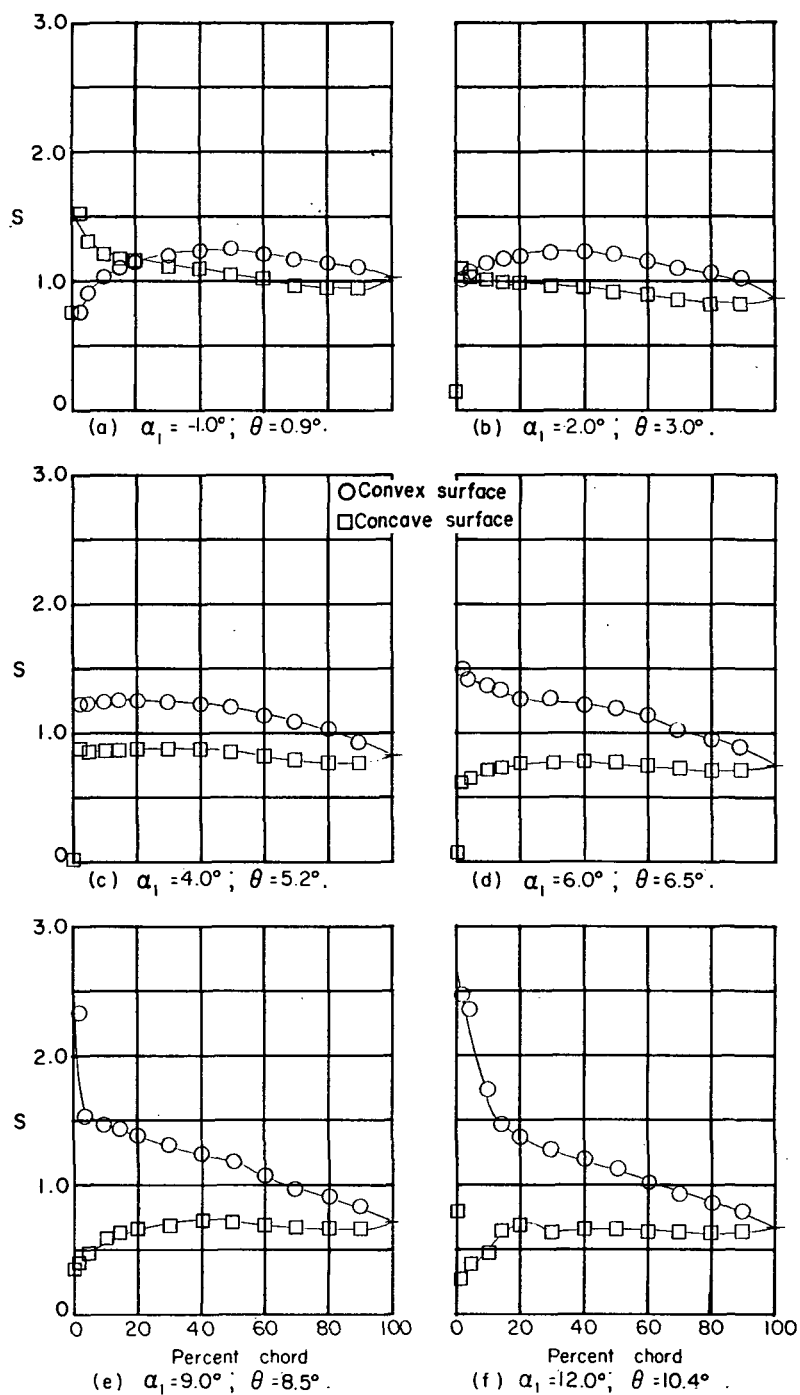 3.0
2.0
S
1.0
0
(a) α₁ = -1.0°; θ = 0.9°.
(b) α₁ = 2.0°; θ = 3.0°.
3.0
○ Convex surface
□ Concave surface
2.0
S
1.0
0
(c) α₁ = 4.0°; θ = 5.2°.
(d) α₁ = 6.0°; θ = 6.5°.
3.0
2.0
S
1.0
0
0 20 40 60 80 100
0 20 40 60 80 100
Percent chord
Percent chord
(e) α₁ = 9.0°; θ = 8.5°.
(f) α₁ = 12.0°; θ = 10.4°